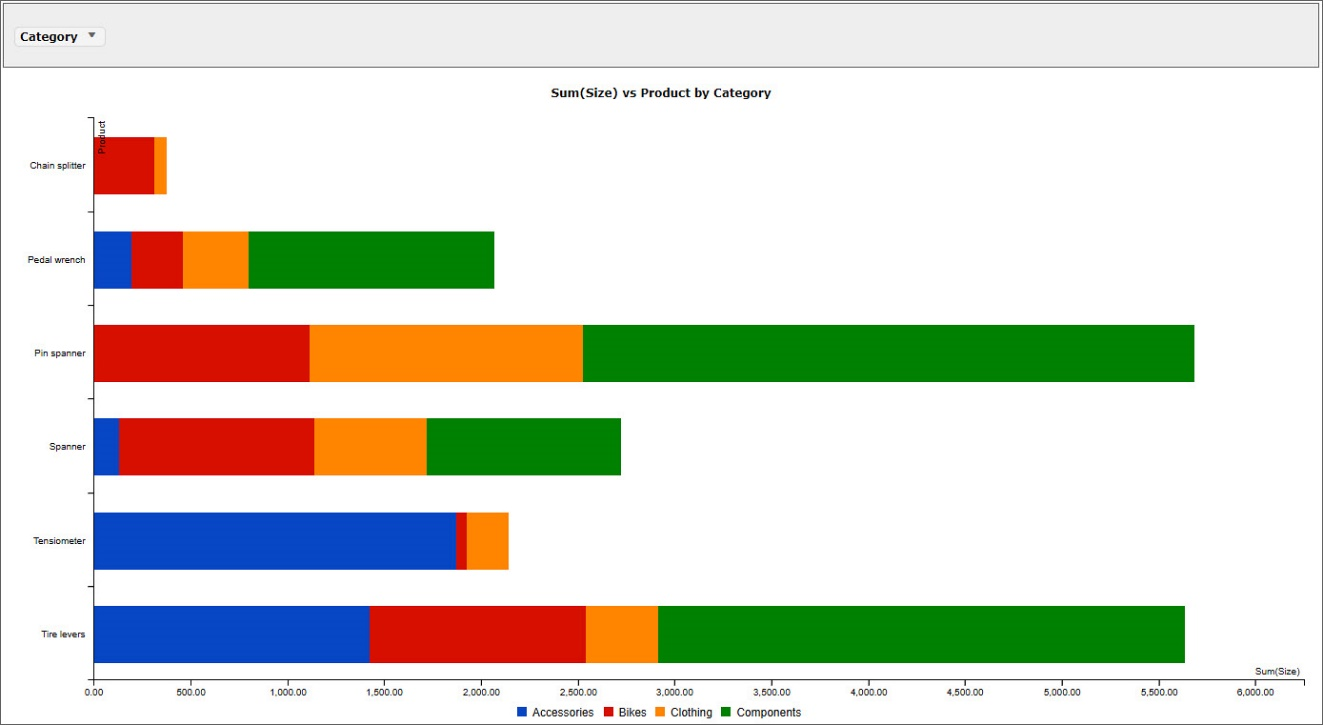 Category
Sum(Size) vs Product by Category
Product
Chain splitter
Pedal wrench
Pin spanner
Spanner
Tensiometer
Tire levers
Sum(Size)
0.00 500.00 1,000.00 1,500.00 2,000.00 2,500.00 3,000.00 3,500.00 4,000.00 4,500.00 5,000.00 5,500.00 6,000.00
Accessories Bikes Clothing Components